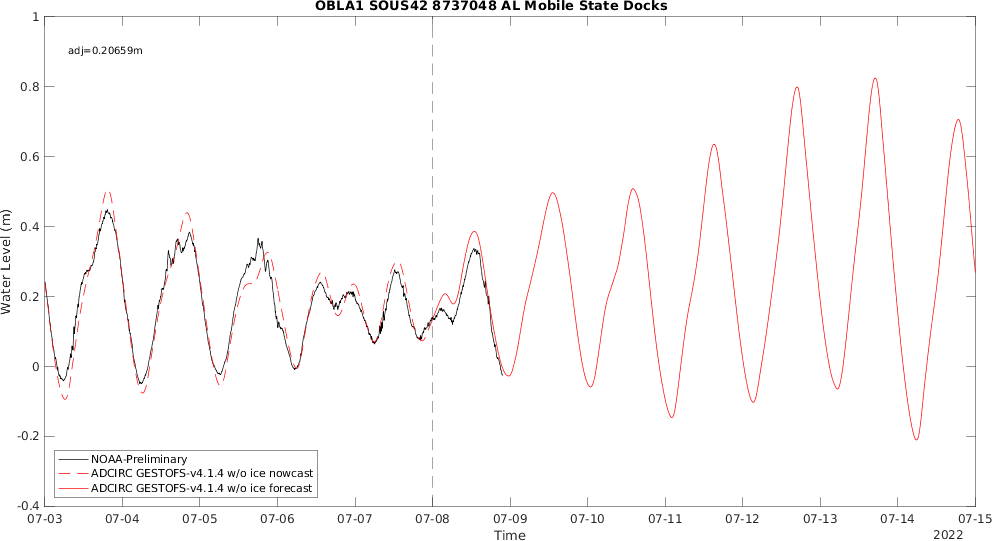 OBLA1 SOUS42 8737048 AL Mobile State Docks
adj=0.20659m
Water Level (m)
1
0.8
0.6
0.4
0.2
0
-0.2
-0.4
NOAA-Preliminary
ADCIRC GESTOFS-v4.1.4 w/o ice nowcast
ADCIRC GESTOFS-v4.1.4 w/o ice forecast
07-03 07-04 07-05 07-06 07-07 07-08 07-09 07-10 07-11 07-12 07-13 07-14 07-15
Time
2022